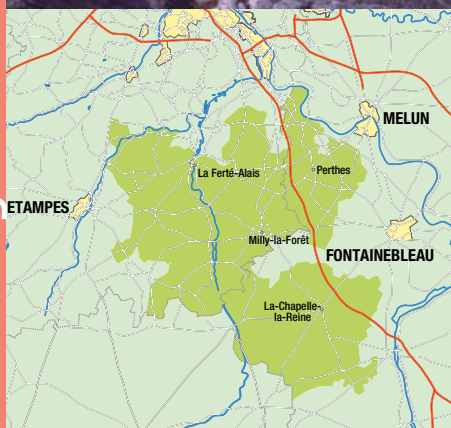 MELUN
La Ferté-Alais
Perthes
ETAMPES
Milly-la-Forêt
FONTAINEBLEAU
La-Chapelle-
la-Reine